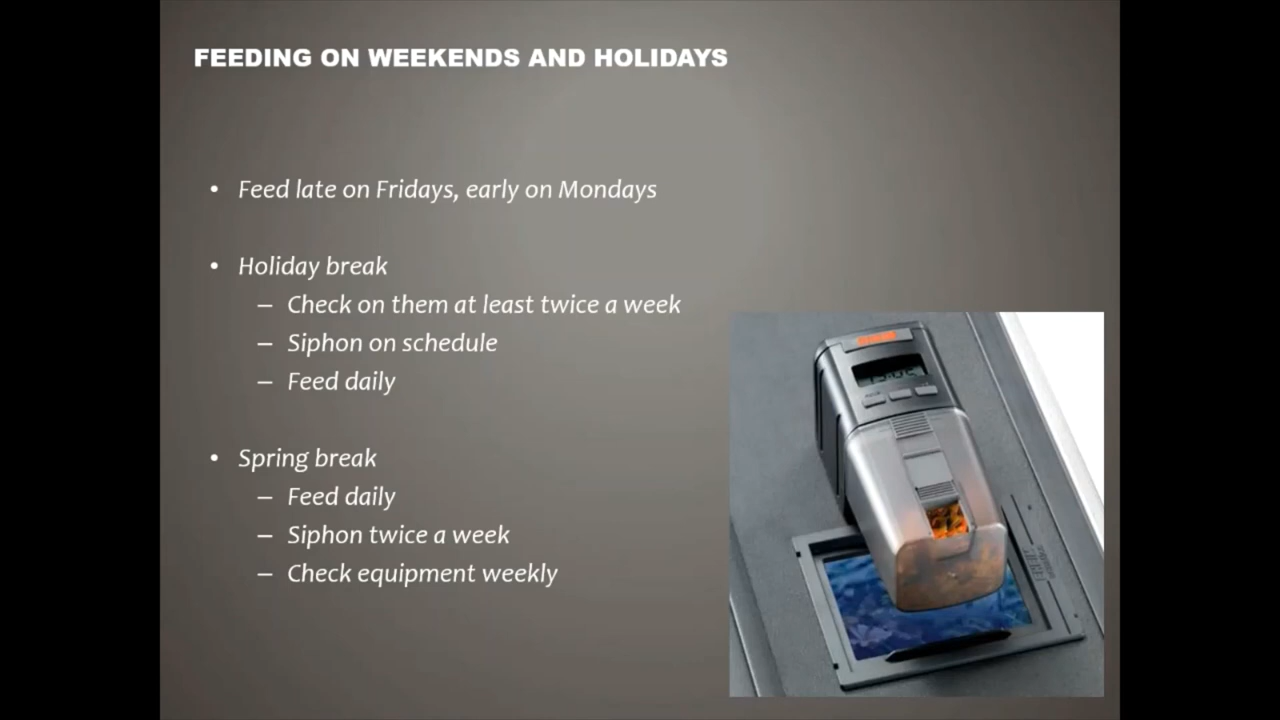 FEEDING ON WEEKENDS AND HOLIDAYS
• Feed late on Fridays, early on Mondays
• Holiday break
– Check on them at least twice a week
– Siphon on schedule
– Feed daily
• Spring break
– Feed daily
– Siphon twice a week
– Check equipment weekly